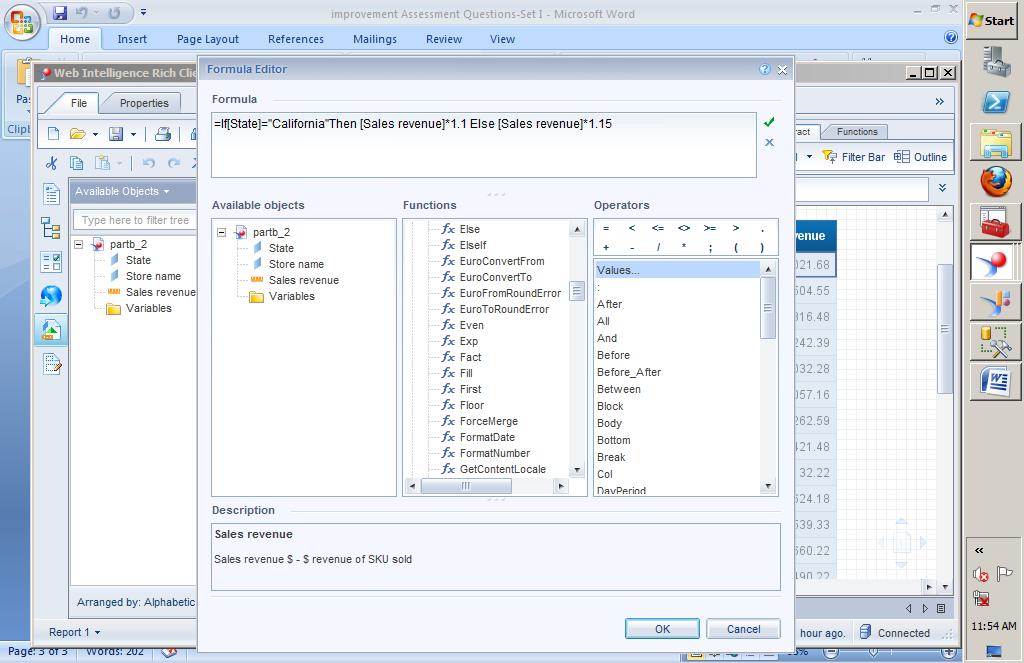 improvement Assessment Questions-Set I - Microsoft Word
Home Insert Page Layout References Mailings Review View
Web Intelligence Rich Clie
Formula Editor
File Properties
Formula
=If[State]="California"Then [Sales revenue]*1.1 Else [Sales revenue]*1.15
Functions
Filter Bar Outline
Available Objects
Type here to filter tree
partb_2
State
Store name
Sales revenue
Variables
Arranged by: Alphabetic
Report 1
Available objects
partb_2
State
Store name
Sales revenue
Variables
Functions
Else
ElseIf
EuroConvertFrom
EuroConvertTo
EuroFromRoundError
EuroToRoundError
Even
Exp
Fact
Fill
First
Floor
ForceMerge
FormatDate
FormatNumber
GetContentLocale
Operators
= < <= <> >= > .
+ - / * ; ( )
Values...
:
After
All
And
Before
Before_After
Between
Block
Body
Bottom
Break
Col
DayPeriod
Description
Sales revenue
Sales revenue $ - $ revenue of SKU sold
OK Cancel
venue
021.68
504.55
816.48
242.39
032.28
057.16
262.59
421.48
32.22
624.18
539.33
660.22
490.22
hour ago. Connected
Page: 3 of 3 Words: 202
Start
11:54 AM